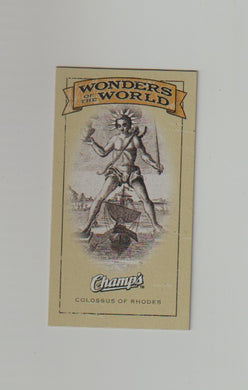 WONDERS
OF THE
WORLD
Champ's
COLOSSUS OF RHODES